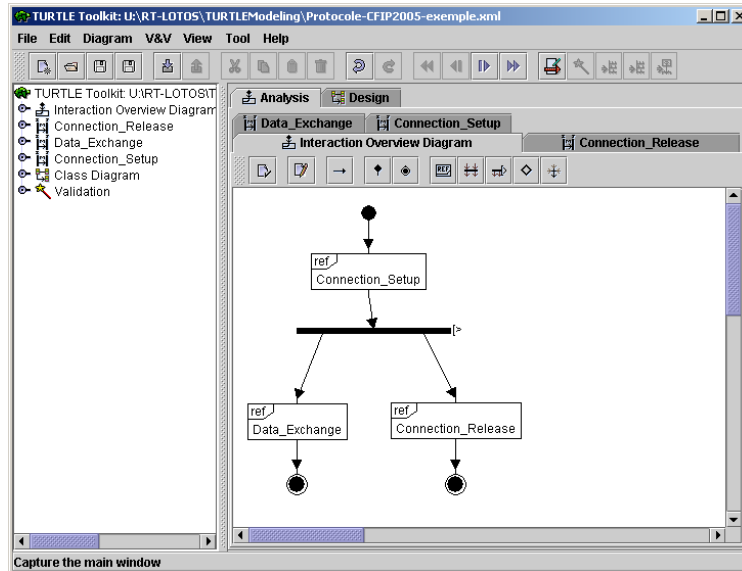 TURTLE Toolkit: U:\RT-LOTOS\TURTLEModeling\Protocole-CFIP2005-exemple.xml
File Edit Diagram V&V View Tool Help
TURTLE Toolkit: U:\RT-LOTOS\T
Interaction Overview Diagram
Connection_Release
Data_Exchange
Connection_Setup
Class Diagram
Validation
Analysis Design
Data_Exchange Connection_Setup
Interaction Overview Diagram Connection_Release
REF
ref
Connection_Setup
[>
ref
Data_Exchange
ref
Connection_Release
Capture the main window